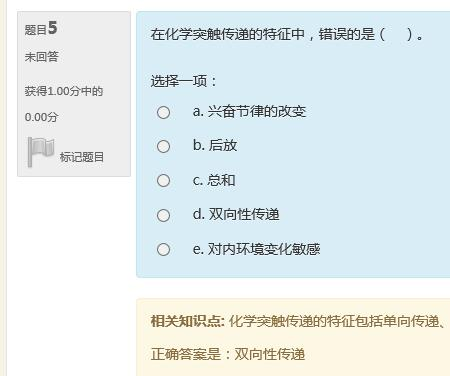 题目5
未回答
获得1.00分中的
0.00分
标记题目
在化学突触传递的特征中，错误的是（ ）。
选择一项：
a. 兴奋节律的改变
b. 后放
c. 总和
d. 双向性传递
e. 对内环境变化敏感
相关知识点: 化学突触传递的特征包括单向传递、
正确答案是：双向性传递